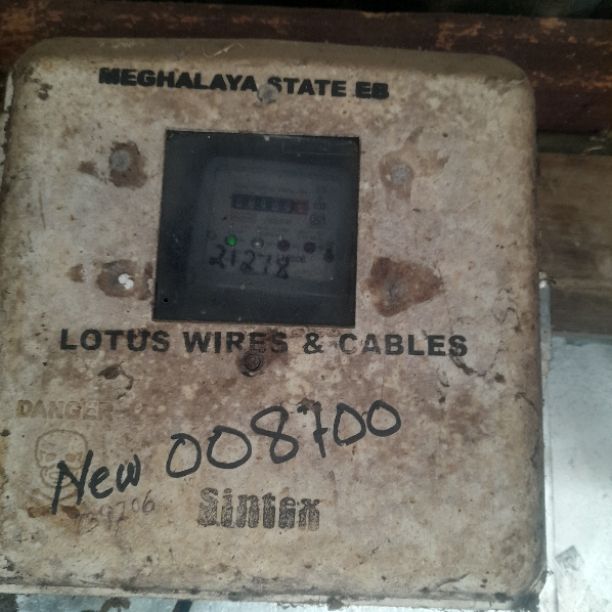 MEGHALAYA STATE EB
21278
LOTUS WIRES & CABLES
DANGER
New 008700
Sintex